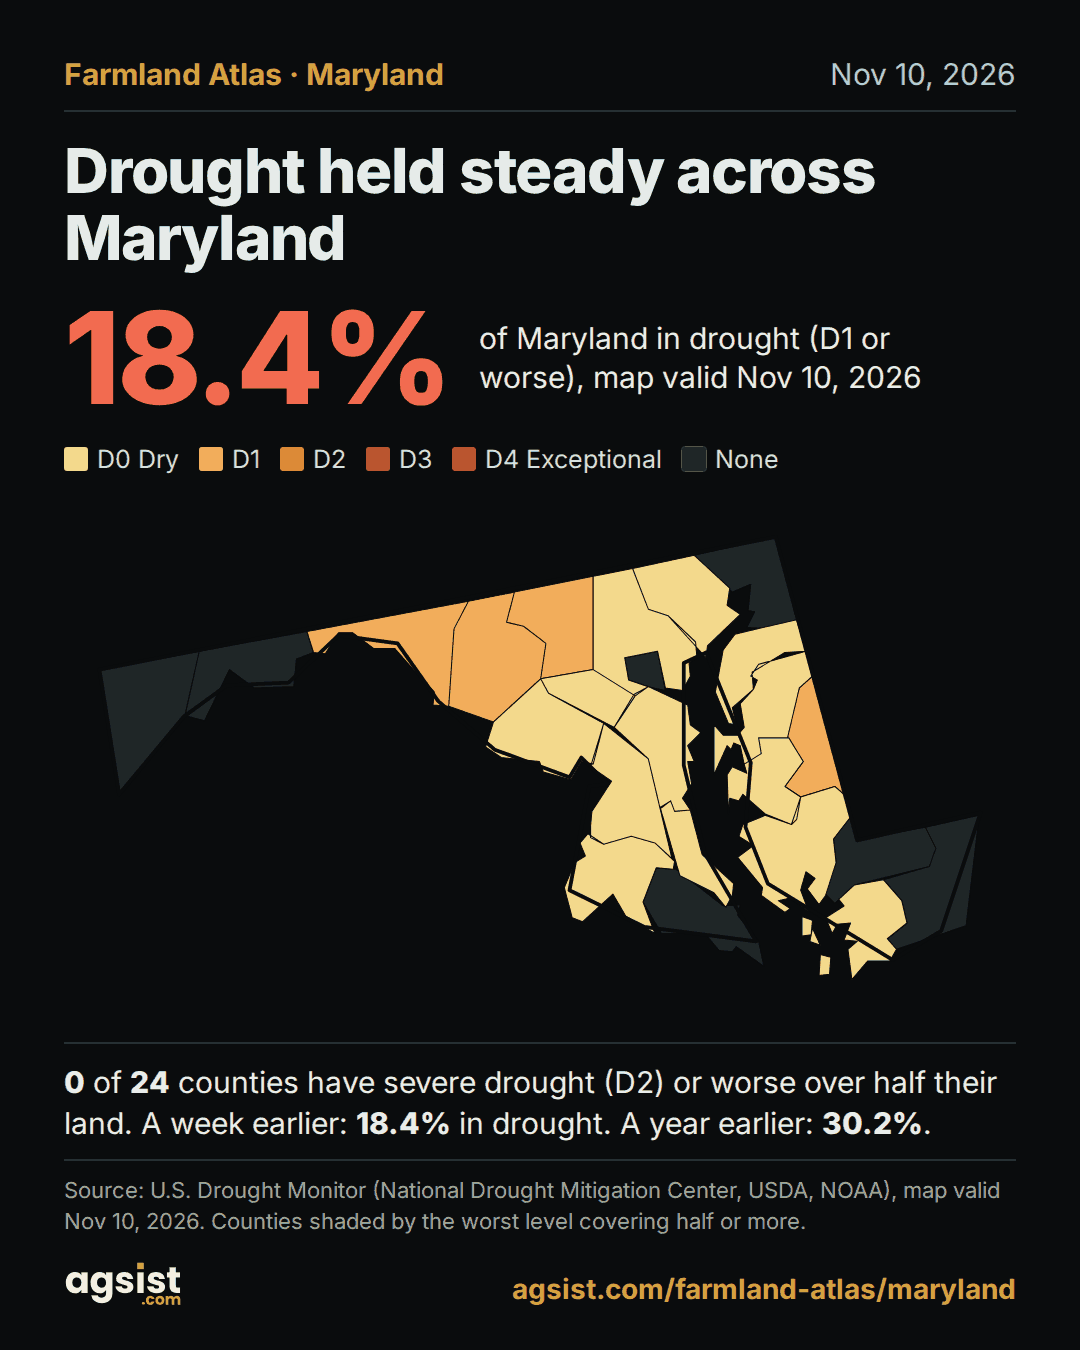 Farmland Atlas · Maryland
Nov 10, 2026
Drought held steady across
Maryland
18.4%
of Maryland in drought (D1 or
worse), map valid Nov 10, 2026
D0 Dry D1 D2 D3 D4 Exceptional None
0 of 24 counties have severe drought (D2) or worse over half their
land. A week earlier: 18.4% in drought. A year earlier: 30.2%.
Source: U.S. Drought Monitor (National Drought Mitigation Center, USDA, NOAA), map valid
Nov 10, 2026. Counties shaded by the worst level covering half or more.
agsist
.com
agsist.com/farmland-atlas/maryland